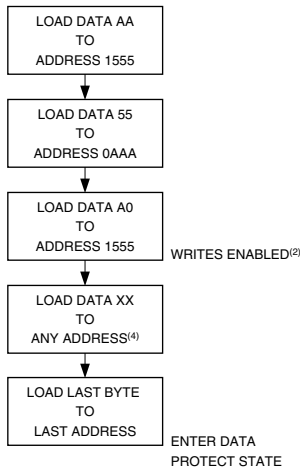 LOAD DATA AA
TO
ADDRESS 1555
LOAD DATA 55
TO
ADDRESS 0AAA
LOAD DATA A0
TO
ADDRESS 1555
WRITES ENABLED(2)
LOAD DATA XX
TO
ANY ADDRESS(4)
LOAD LAST BYTE
TO
LAST ADDRESS
ENTER DATA
PROTECT STATE